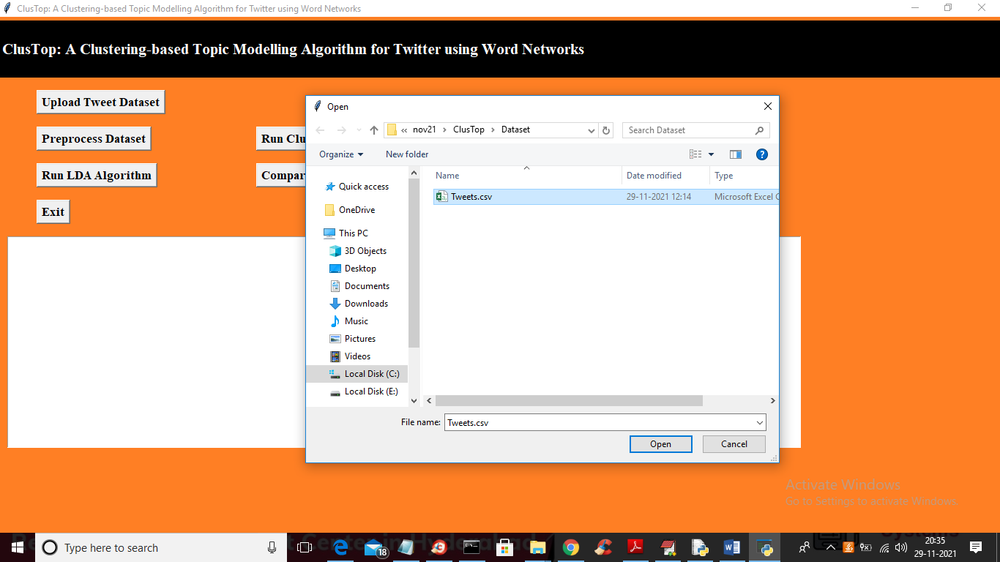 ClusTop: A Clustering-based Topic Modelling Algorithm for Twitter using Word Networks
ClusTop: A Clustering-based Topic Modelling Algorithm for Twitter using Word Networks
Upload Tweet Dataset
Preprocess Dataset
Run Clu
Run LDA Algorithm
Compar
Exit
Open
« nov21 > ClusTop > Dataset
Search Dataset
Organize
New folder
Name
Date modified
Type
Tweets.csv
29-11-2021 12:14
Microsoft Excel C
Quick access
OneDrive
This PC
3D Objects
Desktop
Documents
Downloads
Music
Pictures
Videos
Local Disk (C:)
Local Disk (E:)
File name:
Tweets.csv
Open
Cancel
Activate Windows
Go to Settings to activate Windows.
Type here to search
18
20:35
29-11-2021
Systems